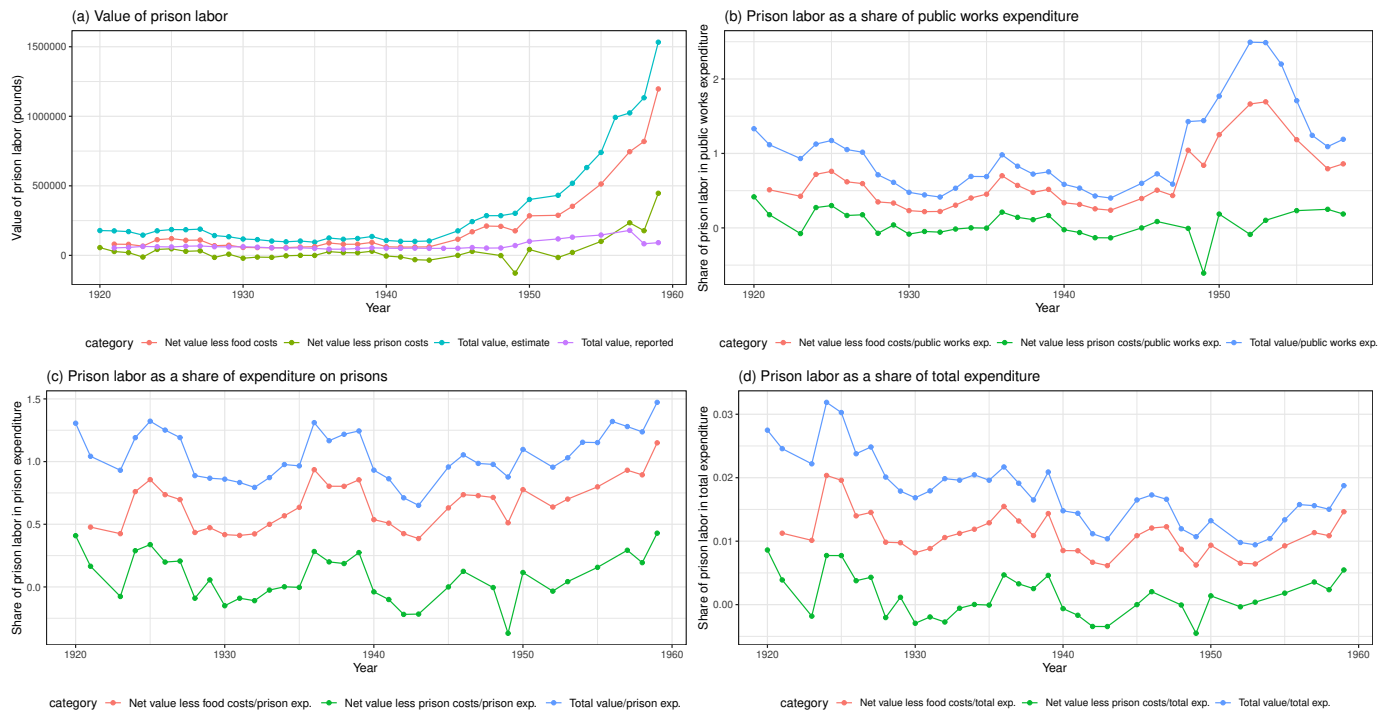 (a) Value of prison labor
Value of prison labor (pounds)
1500000
1000000
500000
0
1920
1930
1940
1950
1960
Year
category
Net value less food costs
Net value less prison costs
Total value, estimate
Total value, reported
(b) Prison labor as a share of public works expenditure
Share of prison labor in public works expenditure
2
1
0
1920
1930
1940
1950
Year
category
Net value less food costs/public works exp.
Net value less prison costs/public works exp.
Total value/public works exp.
(c) Prison labor as a share of expenditure on prisons
Share of prison labor in prison expenditure
1.5
1.0
0.5
0.0
1920
1930
1940
1950
1960
Year
category
Net value less food costs/prison exp.
Net value less prison costs/prison exp.
Total value/prison exp.
(d) Prison labor as a share of total expenditure
Share of prison labor in total expenditure
0.03
0.02
0.01
0.00
1920
1930
1940
1950
1960
Year
category
Net value less food costs/total exp.
Net value less prison costs/total exp.
Total value/total exp.